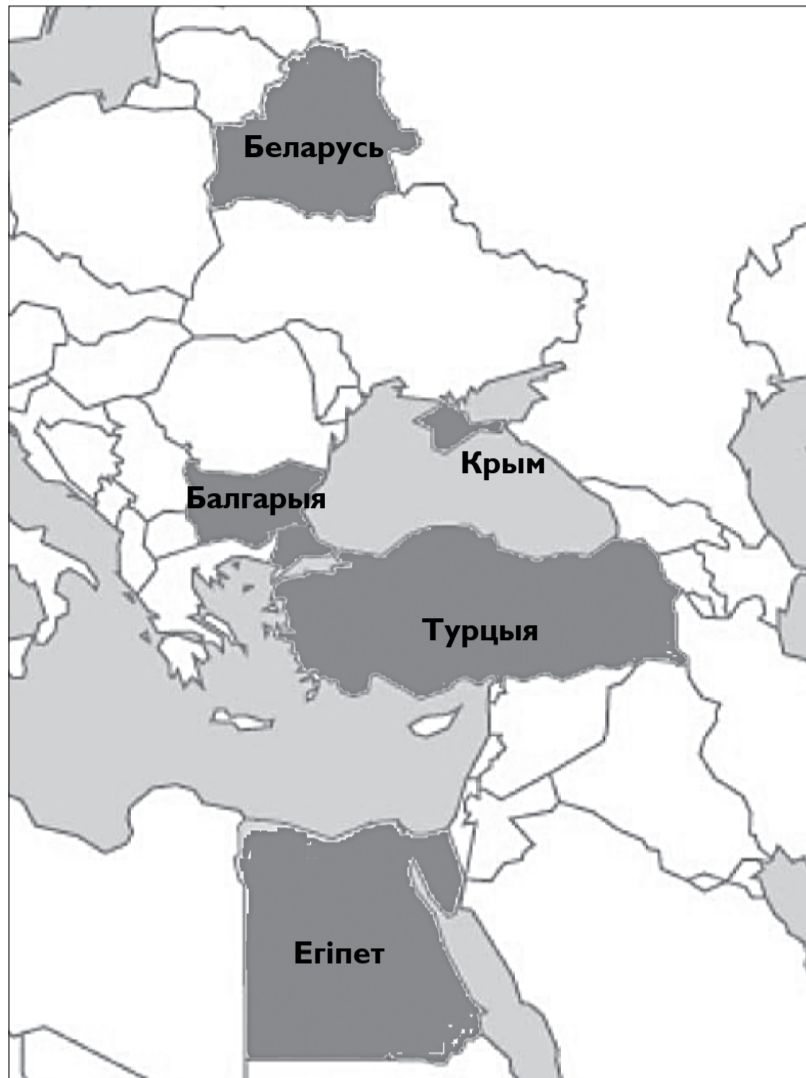 Беларусь
Крым
Балгарыя
Турцыя
Егіпет